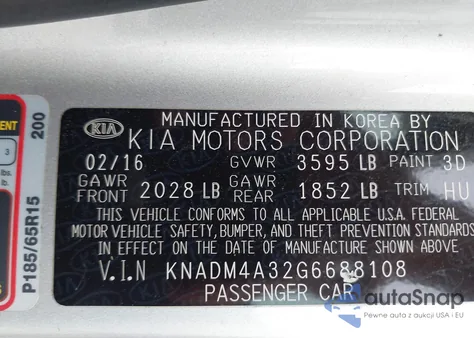 MANUFACTURED IN KOREA BY
KIA KIA MOTORS CORPORATION
02/16 GVWR 3595 LB PAINT 3D
GAWR FRONT 2028 LB GAWR REAR 1852 LB TRIM HU
THIS VEHICLE CONFORMS TO ALL APPLICABLE U.S.A. FEDERAL
MOTOR VEHICLE SAFETY, BUMPER, AND THEFT PREVENTION STANDARDS
IN EFFECT ON THE DATE OF MANUFACTURE SHOWN ABOVE
V.I.N KNADM4A32G6688108
PASSENGER CAR
200
3
P185/65R15
autoSnap
Pewne auta z USA i EU